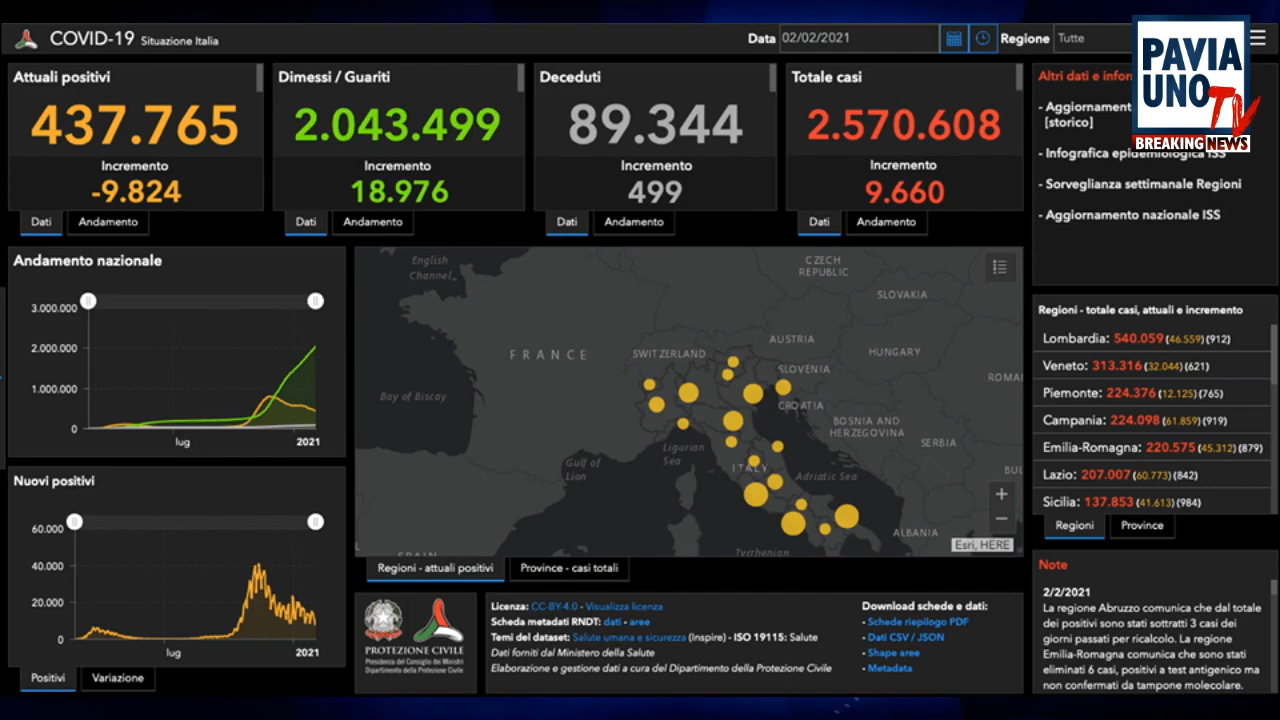 COVID-19 Situazione Italia
Data 02/02/2021
Regione Tutte
PAVIA
UNO TV
BREAKING NEWS
Attuali positivi
437.765
Incremento
-9.824
Dati Andamento
Dimessi / Guariti
2.043.499
Incremento
18.976
Dati Andamento
Deceduti
89.344
Incremento
499
Dati Andamento
Totale casi
2.570.608
Incremento
9.660
Dati Andamento
Altri dati e infor
- Aggiornament
[storico]
- Infografica epidemiologica ISS
- Sorveglianza settimanale Regioni
- Aggiornamento nazionale ISS
Andamento nazionale
3.000.000
2.000.000
1.000.000
0
lug 2021
Nuovi positivi
60.000
40.000
20.000
0
lug 2021
Positivi Variazione
English
Channel
CZECH
REPUBLIC
SLOVAKIA
FRANCE
SWITZERLAND
AUSTRIA
HUNGARY
SLOVENIA
ROMAI
Bay of Biscay
CROATIA
BOSNIA AND
HERZEGOVINA
SERBIA
Ligurian
Sea
Gulf of
Lion
ITALY
Adriatic Sea
BUL
ALBANIA
SPAIN
Tyrrhenian
+
−
Esri, HERE
Regioni - attuali positivi Province - casi totali
Regioni - totale casi, attuali e incremento
Lombardia: 540.059 (46.559) (912)
Veneto: 313.316 (32.044) (621)
Piemonte: 224.376 (12.125) (765)
Campania: 224.098 (61.859) (919)
Emilia-Romagna: 220.575 (45.312) (879)
Lazio: 207.007 (60.773) (842)
Sicilia: 137.853 (41.613) (984)
Regioni Province
PROTEZIONE CIVILE
Presidenza del Consiglio dei Ministri
Dipartimento della Protezione Civile
Licenza: CC-BY-4.0 - Visualizza licenza
Scheda metadati RNDT: dati - aree
Temi del dataset: Salute umana e sicurezza (Inspire) - ISO 19115: Salute
Dati forniti dal Ministero della Salute
Elaborazione e gestione dati a cura del Dipartimento della Protezione Civile
Download schede e dati:
- Schede riepilogo PDF
- Dati CSV / JSON
- Shape aree
- Metadata
Note
2/2/2021
La regione Abruzzo comunica che dal totale
dei positivi sono stati sottratti 3 casi dei
giorni passati per ricalcolo. La regione
Emilia-Romagna comunica che sono stati
eliminati 6 casi, positivi a test antigenico ma
non confermati da tampone molecolare.